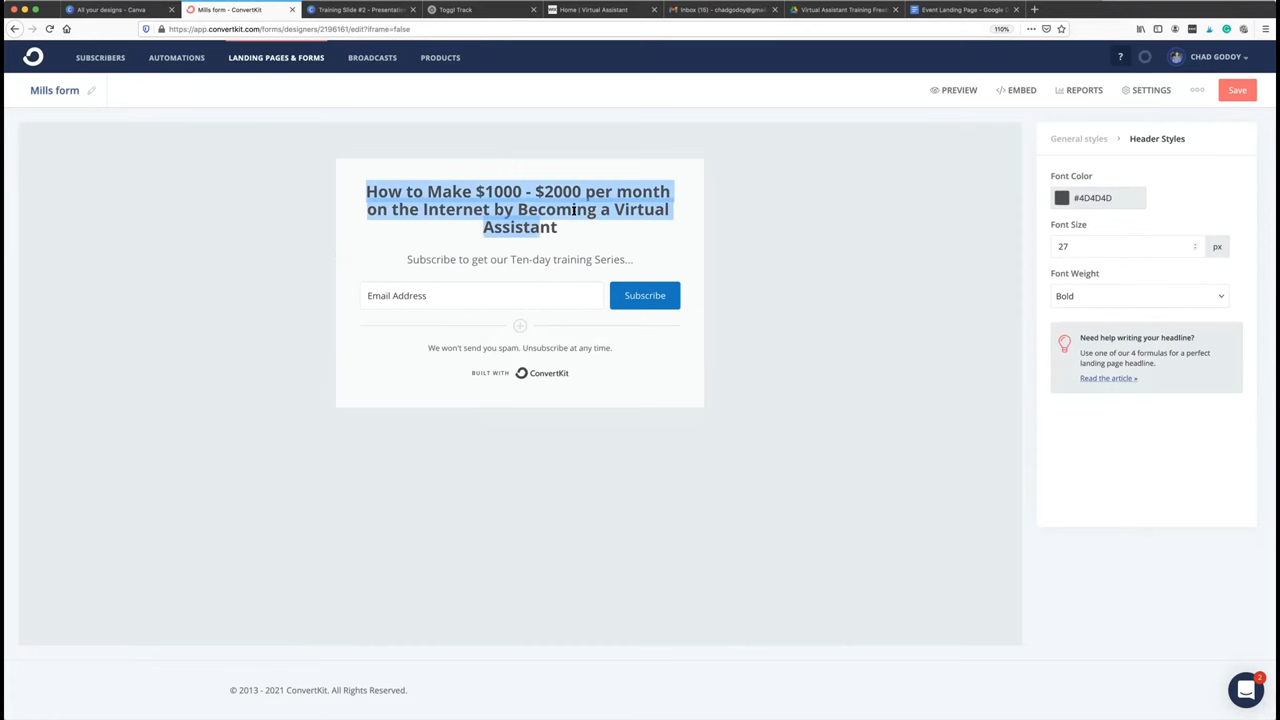 All your designs - Canva
Mills form - ConvertKit
Training Slide #2 - Presentation
Toggl Track
Home | Virtual Assistant
Inbox (15) - chadgodoy@gmail
Virtual Assistant Training Frest
Event Landing Page - Google D
https://app.convertkit.com/forms/designers/2196161/edit?iframe=false
110%
SUBSCRIBERS
AUTOMATIONS
LANDING PAGES & FORMS
BROADCASTS
PRODUCTS
?
CHAD GODOY
Mills form
PREVIEW
</> EMBED
REPORTS
SETTINGS
Save
How to Make $1000 - $2000 per month
on the Internet by Becoming a Virtual
Assistant
Subscribe to get our Ten-day training Series...
Email Address
Subscribe
We won't send you spam. Unsubscribe at any time.
BUILT WITH ConvertKit
General styles > Header Styles
Font Color
#4D4D4D
Font Size
27
px
Font Weight
Bold
Need help writing your headline?
Use one of our 4 formulas for a perfect
landing page headline.
Read the article »
© 2013 - 2021 ConvertKit. All Rights Reserved.
2